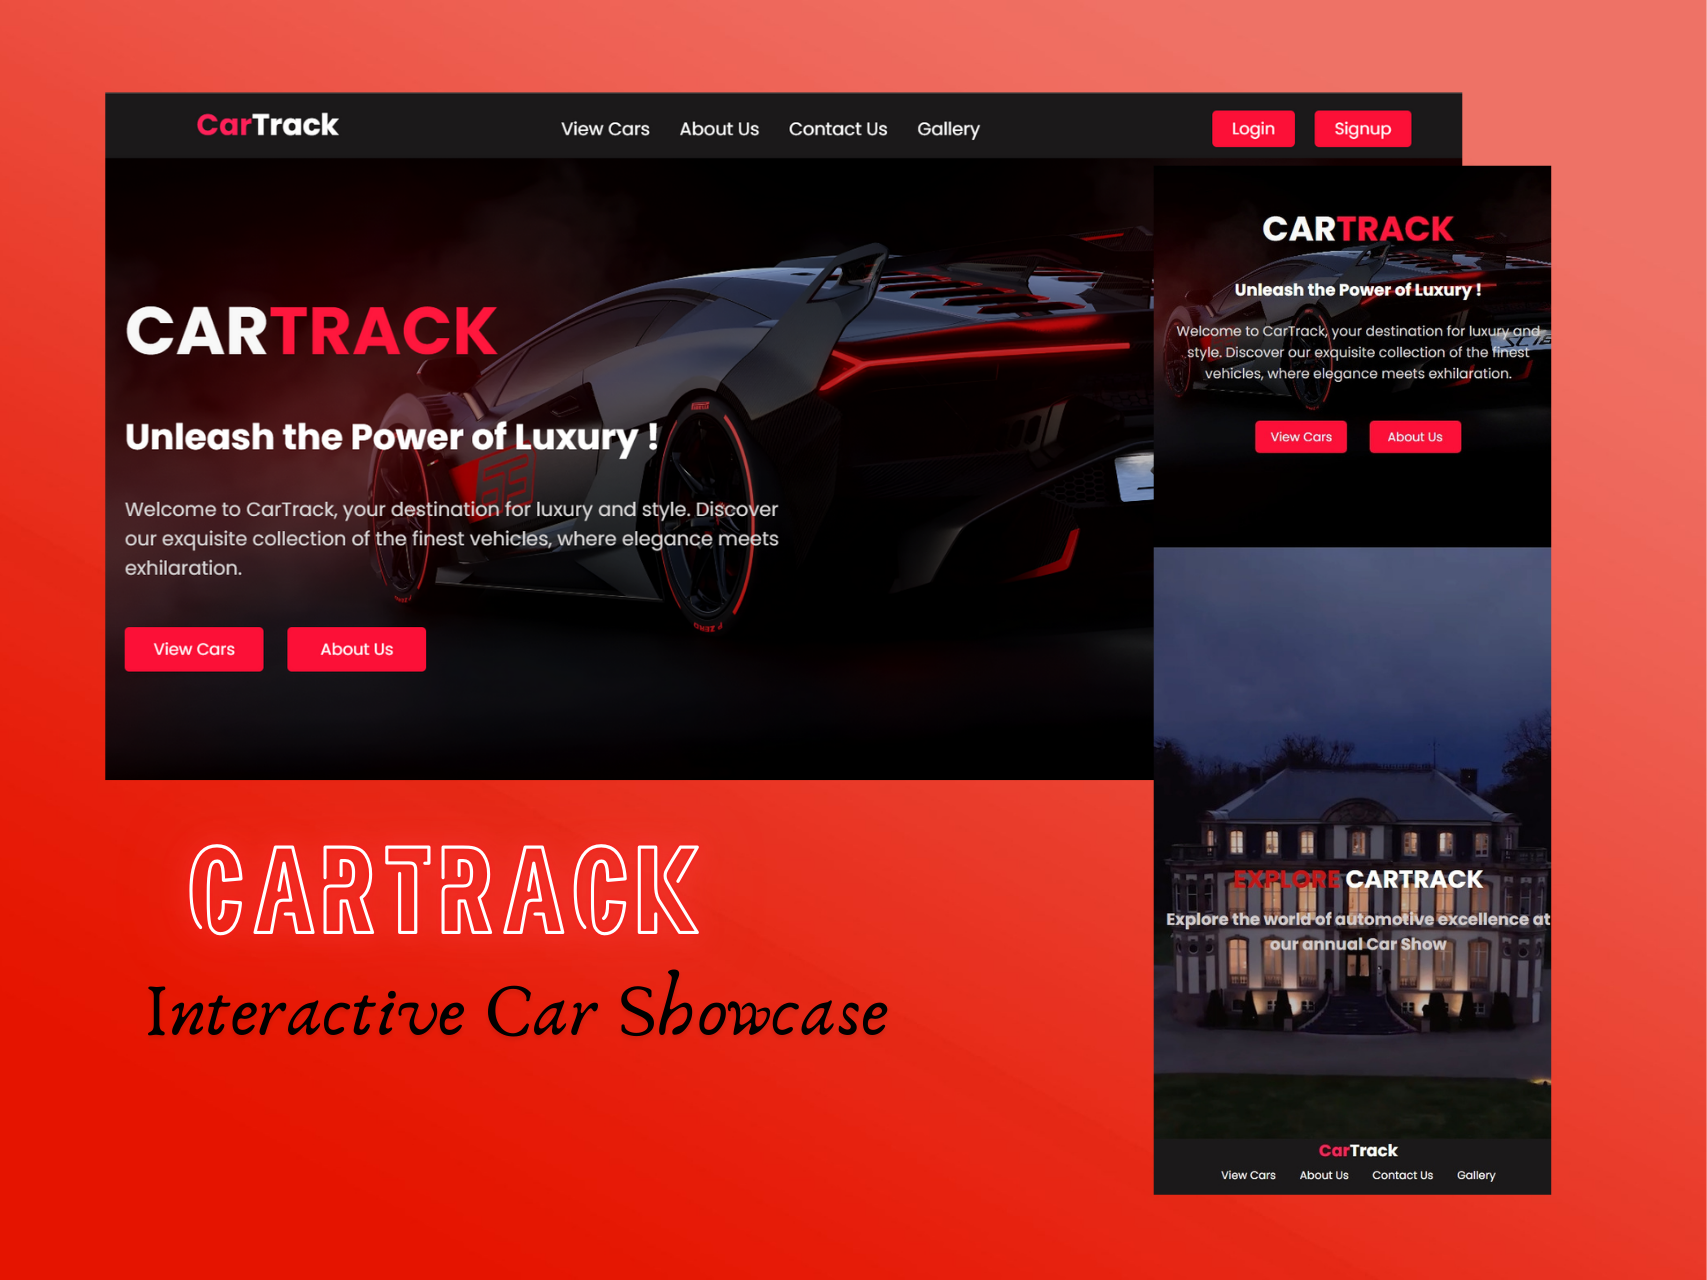 CarTrack
View Cars About Us Contact Us Gallery
Login Signup
CARTRACK
Unleash the Power of Luxury !
Welcome to CarTrack, your destination for luxury and style. Discover
our exquisite collection of the finest vehicles, where elegance meets
exhilaration.
View Cars About Us
63
P ZERO
CARTRACK
Unleash the Power of Luxury !
Welcome to CarTrack, your destination for luxury and
style. Discover our exquisite collection of the finest
vehicles, where elegance meets exhilaration.
View Cars About Us
EXPLORE CARTRACK
Explore the world of automotive excellence at
our annual Car Show
CarTrack
View Cars About Us Contact Us Gallery
CARTRACK
Interactive Car Showcase